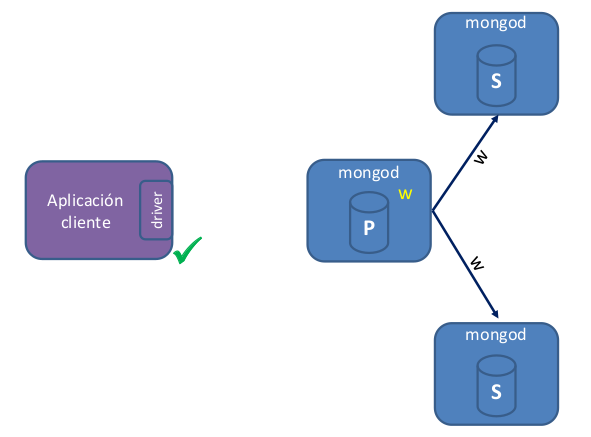 mongod
S
w
mongod
w
P
Aplicación
cliente
driver
w
mongod
S